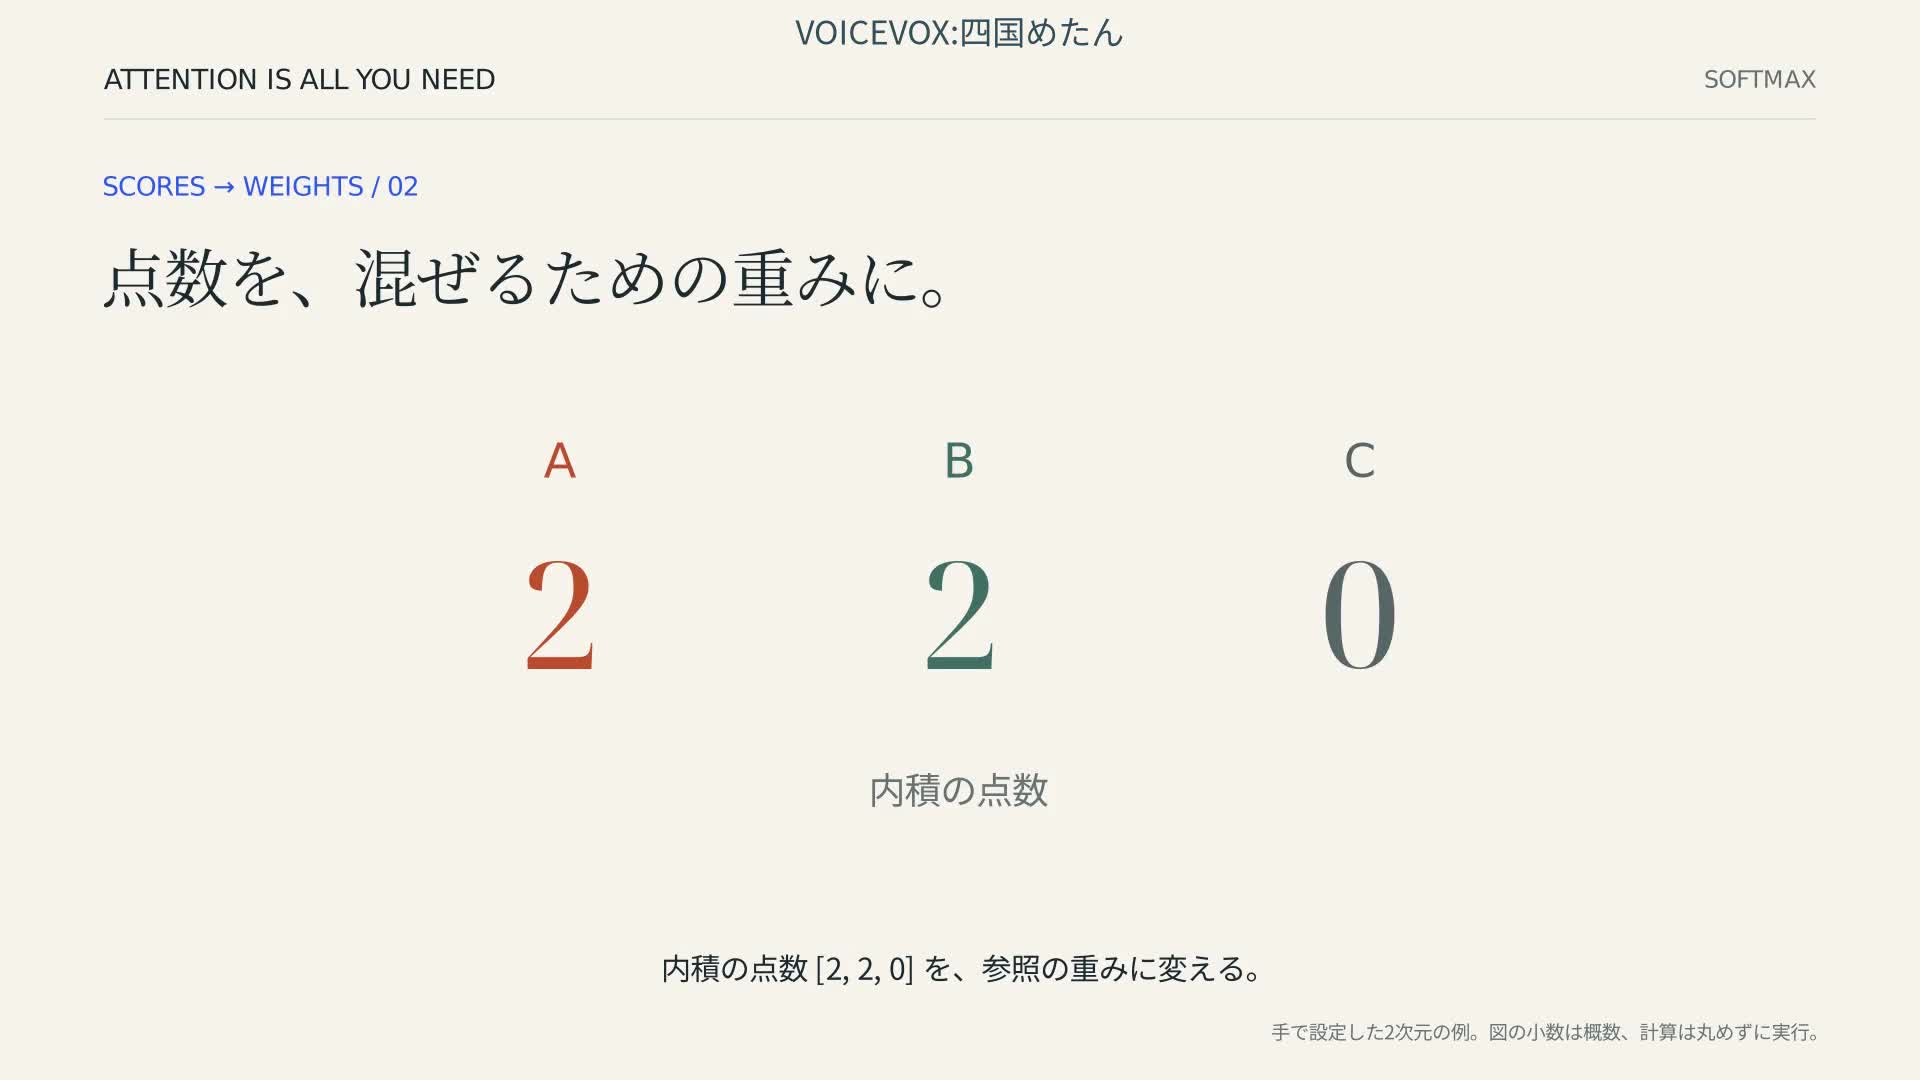 VOICEVOX:四国めたん
ATTENTION IS ALL YOU NEED
SOFTMAX
SCORES → WEIGHTS / 02
点数を、混ぜるための重みに。
A B C
2 2 0
内積の点数
内積の点数 [2, 2, 0] を、参照の重みに変える。
手で設定した2次元の例。図の小数は概数、計算は丸めずに実行。